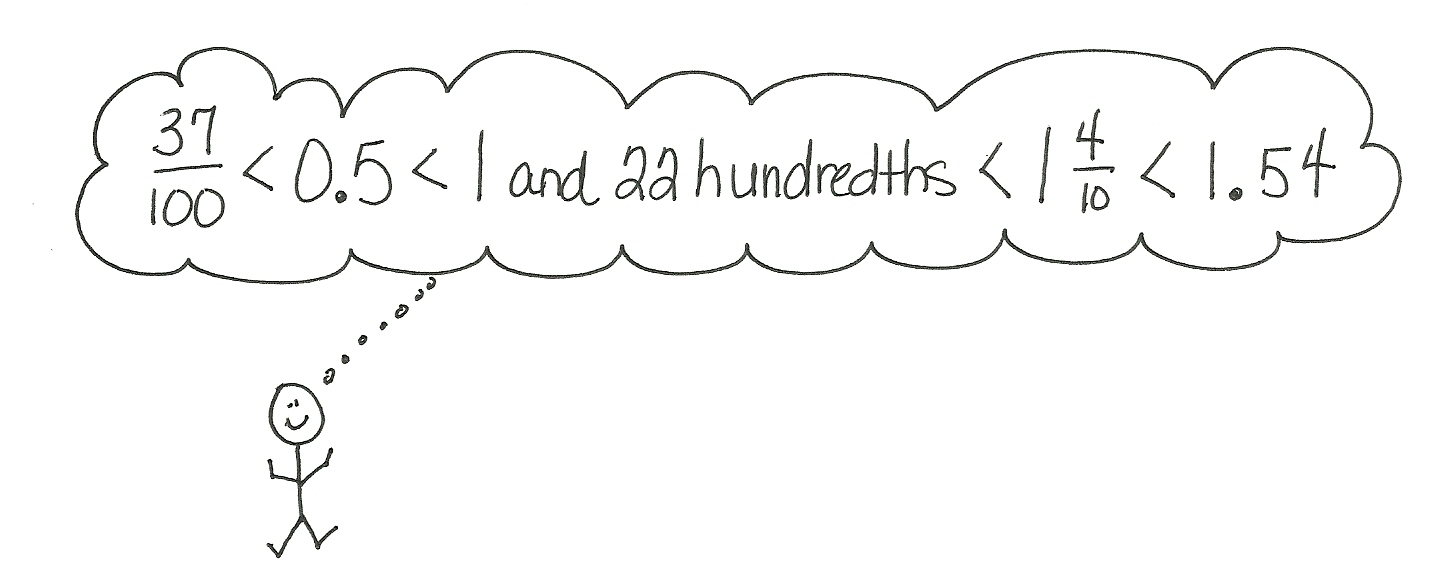 37/100 < 0.5 < 1 and 22 hundredths < 1 4/10 < 1.54